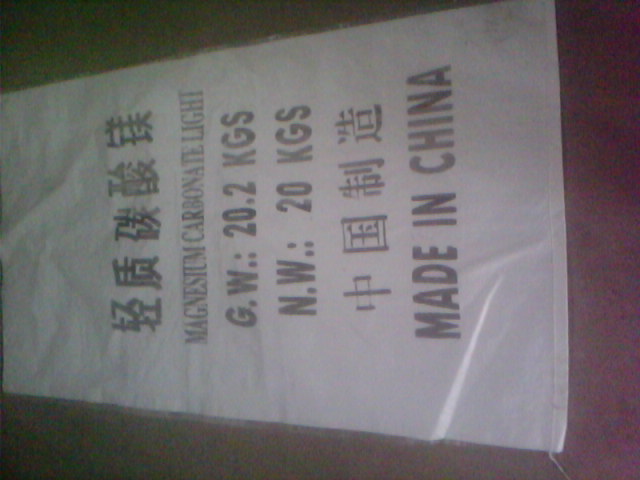 轻质碳酸镁
MAGNESIUM CARBONATE LIGHT
G.W.: 20.2 KGS
N.W.: 20 KGS
中国制造
MADE IN CHINA